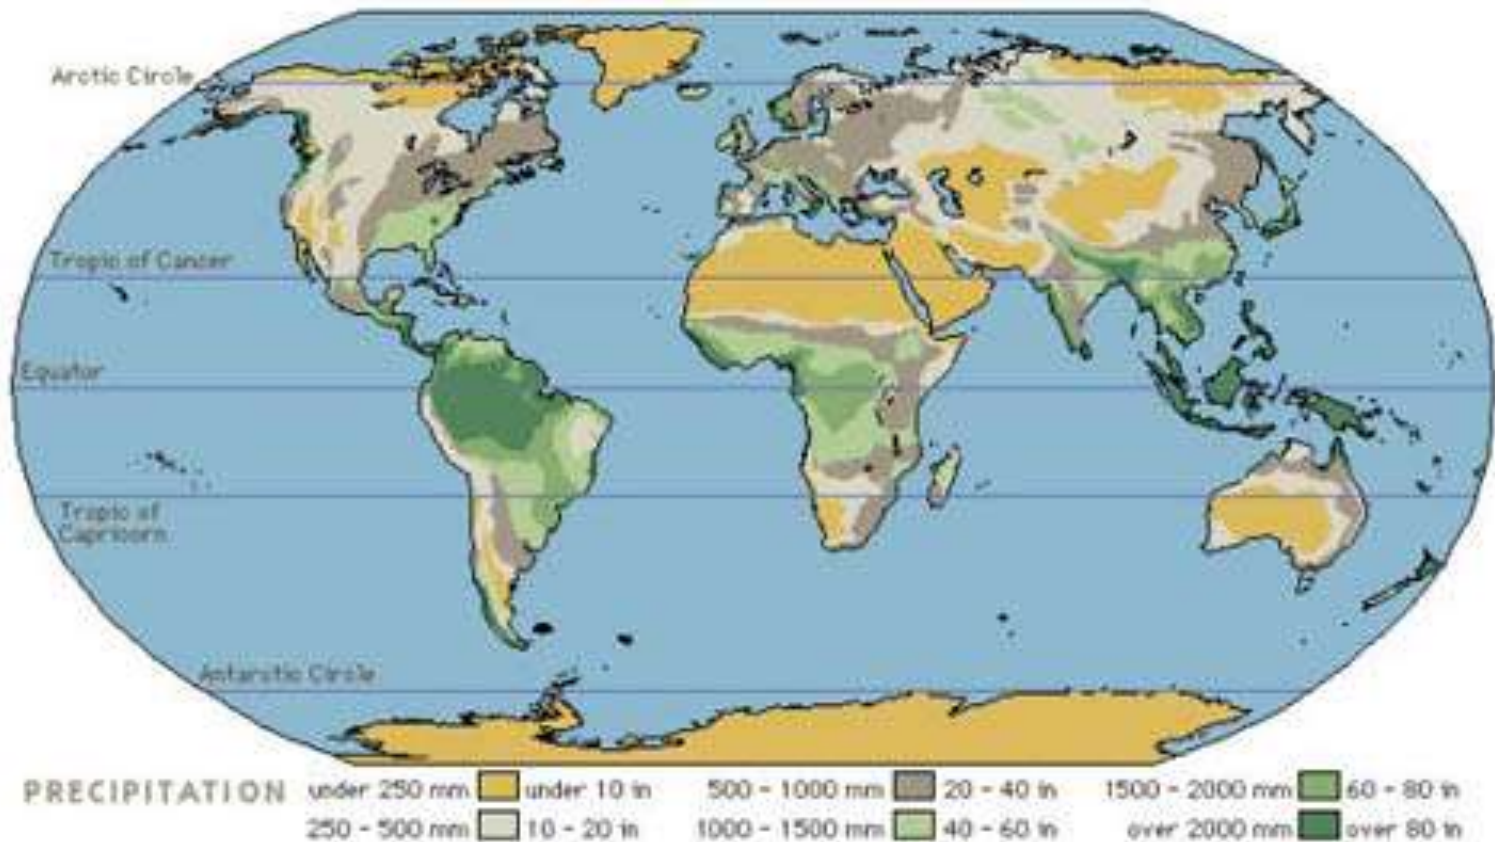 Arctic Circle
Tropic of Cancer
Equator
Tropic of
Capricorn
Antarctic Circle
PRECIPITATION
under 250 mm under 10 in
250 - 500 mm 10 - 20 in
500 - 1000 mm 20 - 40 in
1000 - 1500 mm 40 - 60 in
1500 - 2000 mm 60 - 80 in
over 2000 mm over 80 in